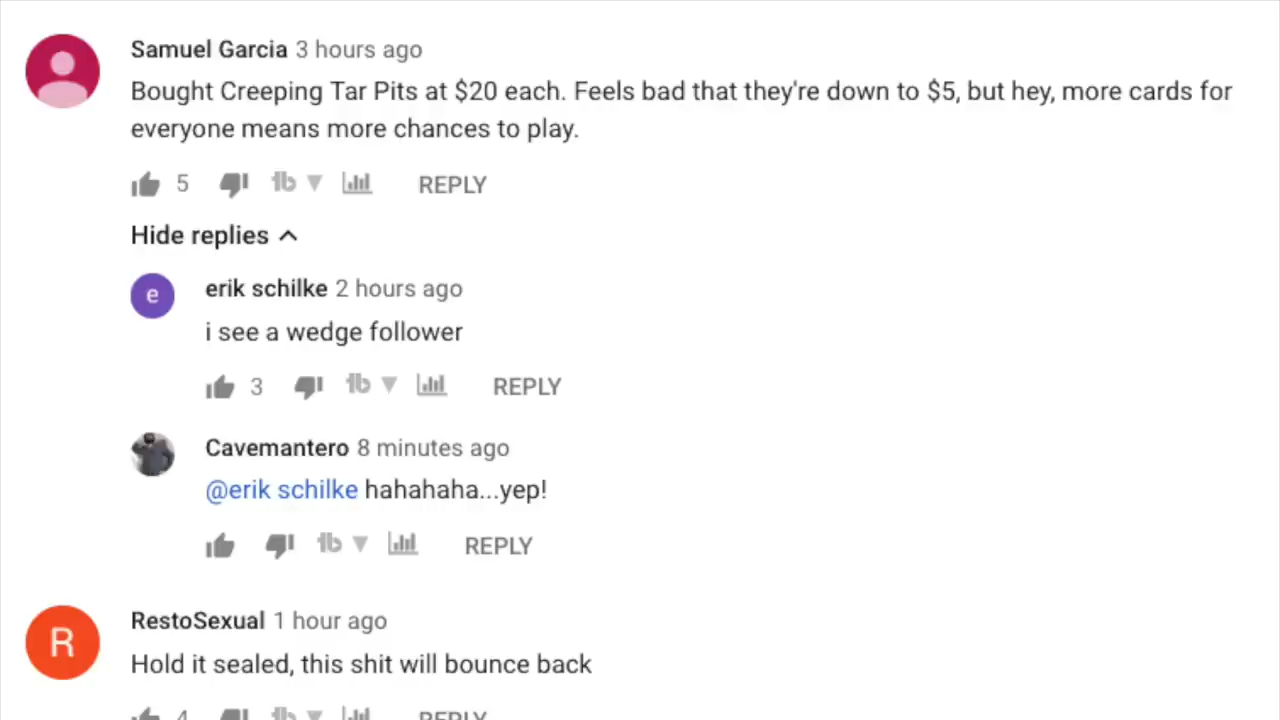 Samuel Garcia 3 hours ago
Bought Creeping Tar Pits at $20 each. Feels bad that they're down to $5, but hey, more cards for
everyone means more chances to play.
5 REPLY
Hide replies
e
erik schilke 2 hours ago
i see a wedge follower
3 REPLY
Cavemantero 8 minutes ago
@erik schilke hahahaha...yep!
REPLY
R
RestoSexual 1 hour ago
Hold it sealed, this shit will bounce back
4 REPLY